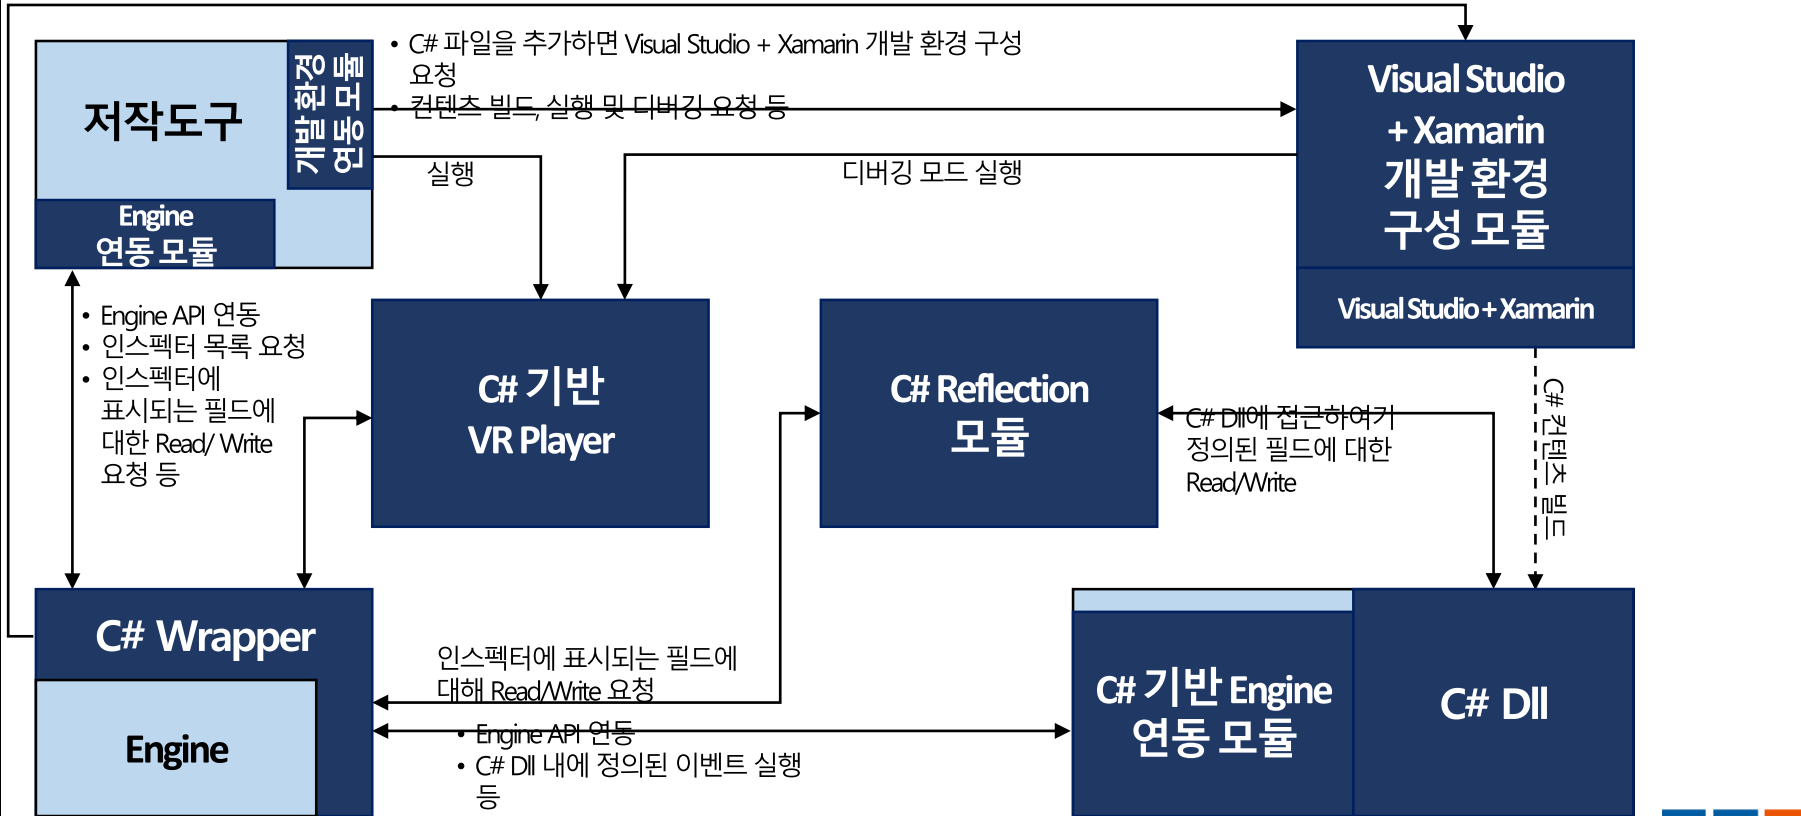 • C# 파일을 추가하면 Visual Studio + Xamarin 개발 환경 구성
요청
• 컨텐츠 빌드, 실행 및 디버깅 요청 등
저작도구
개발환경
연동 모듈
Engine
연동 모듈
실행
디버깅 모드 실행
Visual Studio
+ Xamarin
개발 환경
구성 모듈
Visual Studio + Xamarin
• Engine API 연동
• 인스펙터 목록 요청
• 인스펙터에
표시되는 필드에
대한 Read/ Write
요청 등
C# 기반
VR Player
C# Reflection
모듈
C# Dll에 접근하여기
정의된 필드에 대한
Read/Write
C# 컨텐츠 빌드
C# Wrapper
Engine
인스펙터에 표시되는 필드에
대해 Read/Write 요청
• Engine API 연동
• C# Dll 내에 정의된 이벤트 실행
등
C# 기반 Engine
연동 모듈
C# Dll